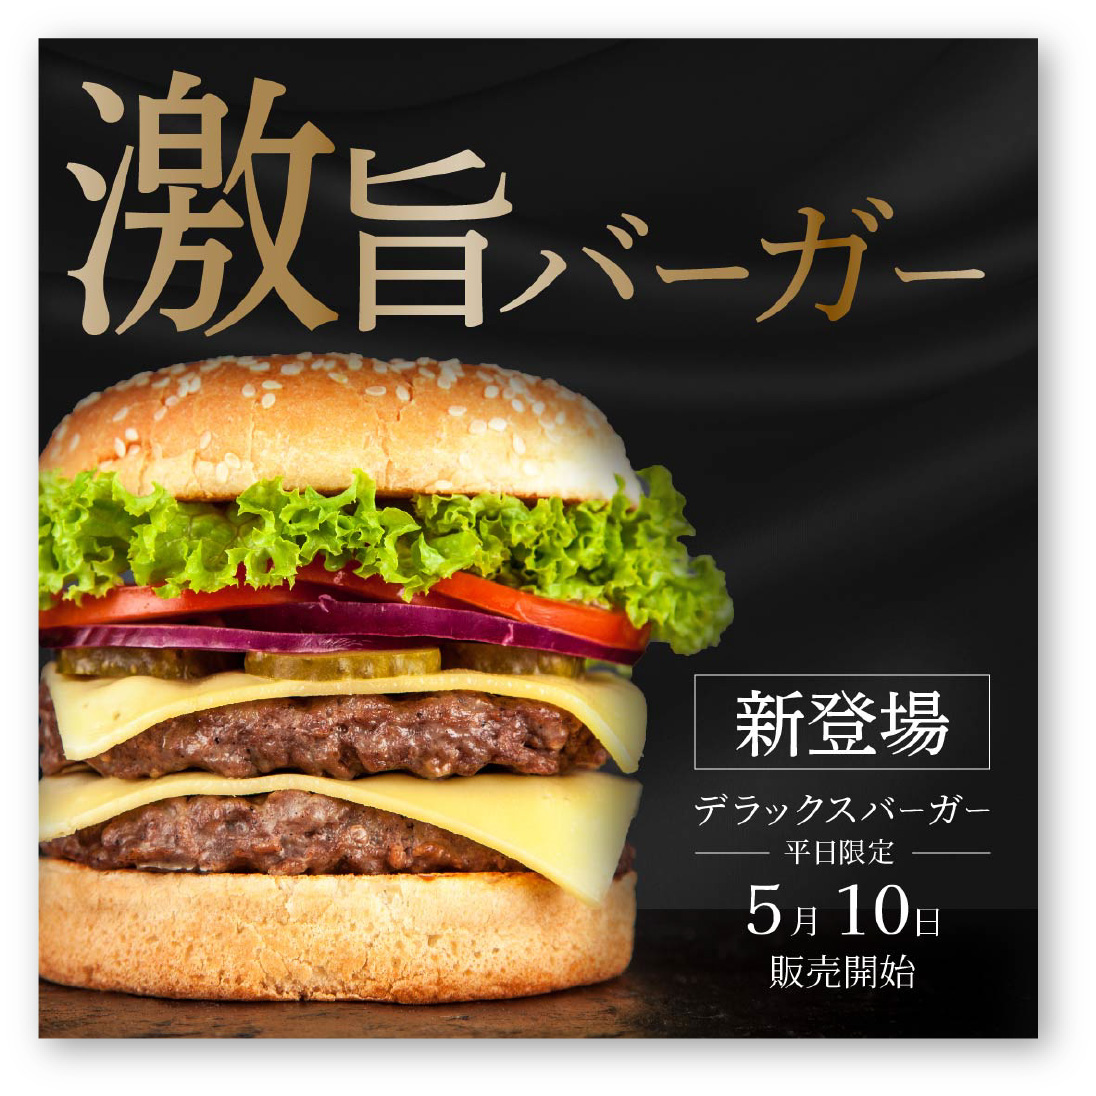 激旨バーガー
新登場
デラックスバーガー
平日限定
5月10日
販売開始